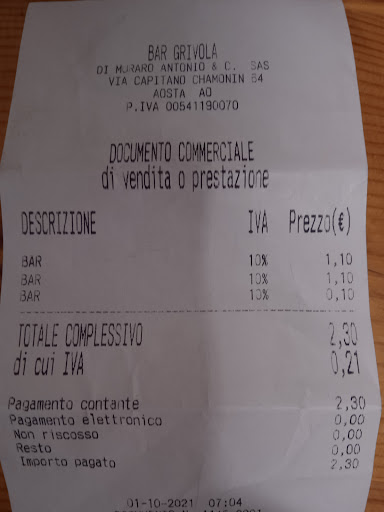 BAR GRIVOLA
DI MURARO ANTONIO & C. SAS
VIA CAPITANO CHAMONIN 64
AOSTA AO
P.IVA 00541190070
DOCUMENTO COMMERCIALE
di vendita o prestazione
DESCRIZIONE IVA Prezzo(€)
BAR 10% 1,10
BAR 10% 1,10
BAR 10% 0,10
TOTALE COMPLESSIVO 2,30
di cui IVA 0,21
Pagamento contante 2,30
Pagamento elettronico 0,00
Non riscosso 0,00
Resto 0,00
Importo pagato 2,30
01-10-2021 07:04